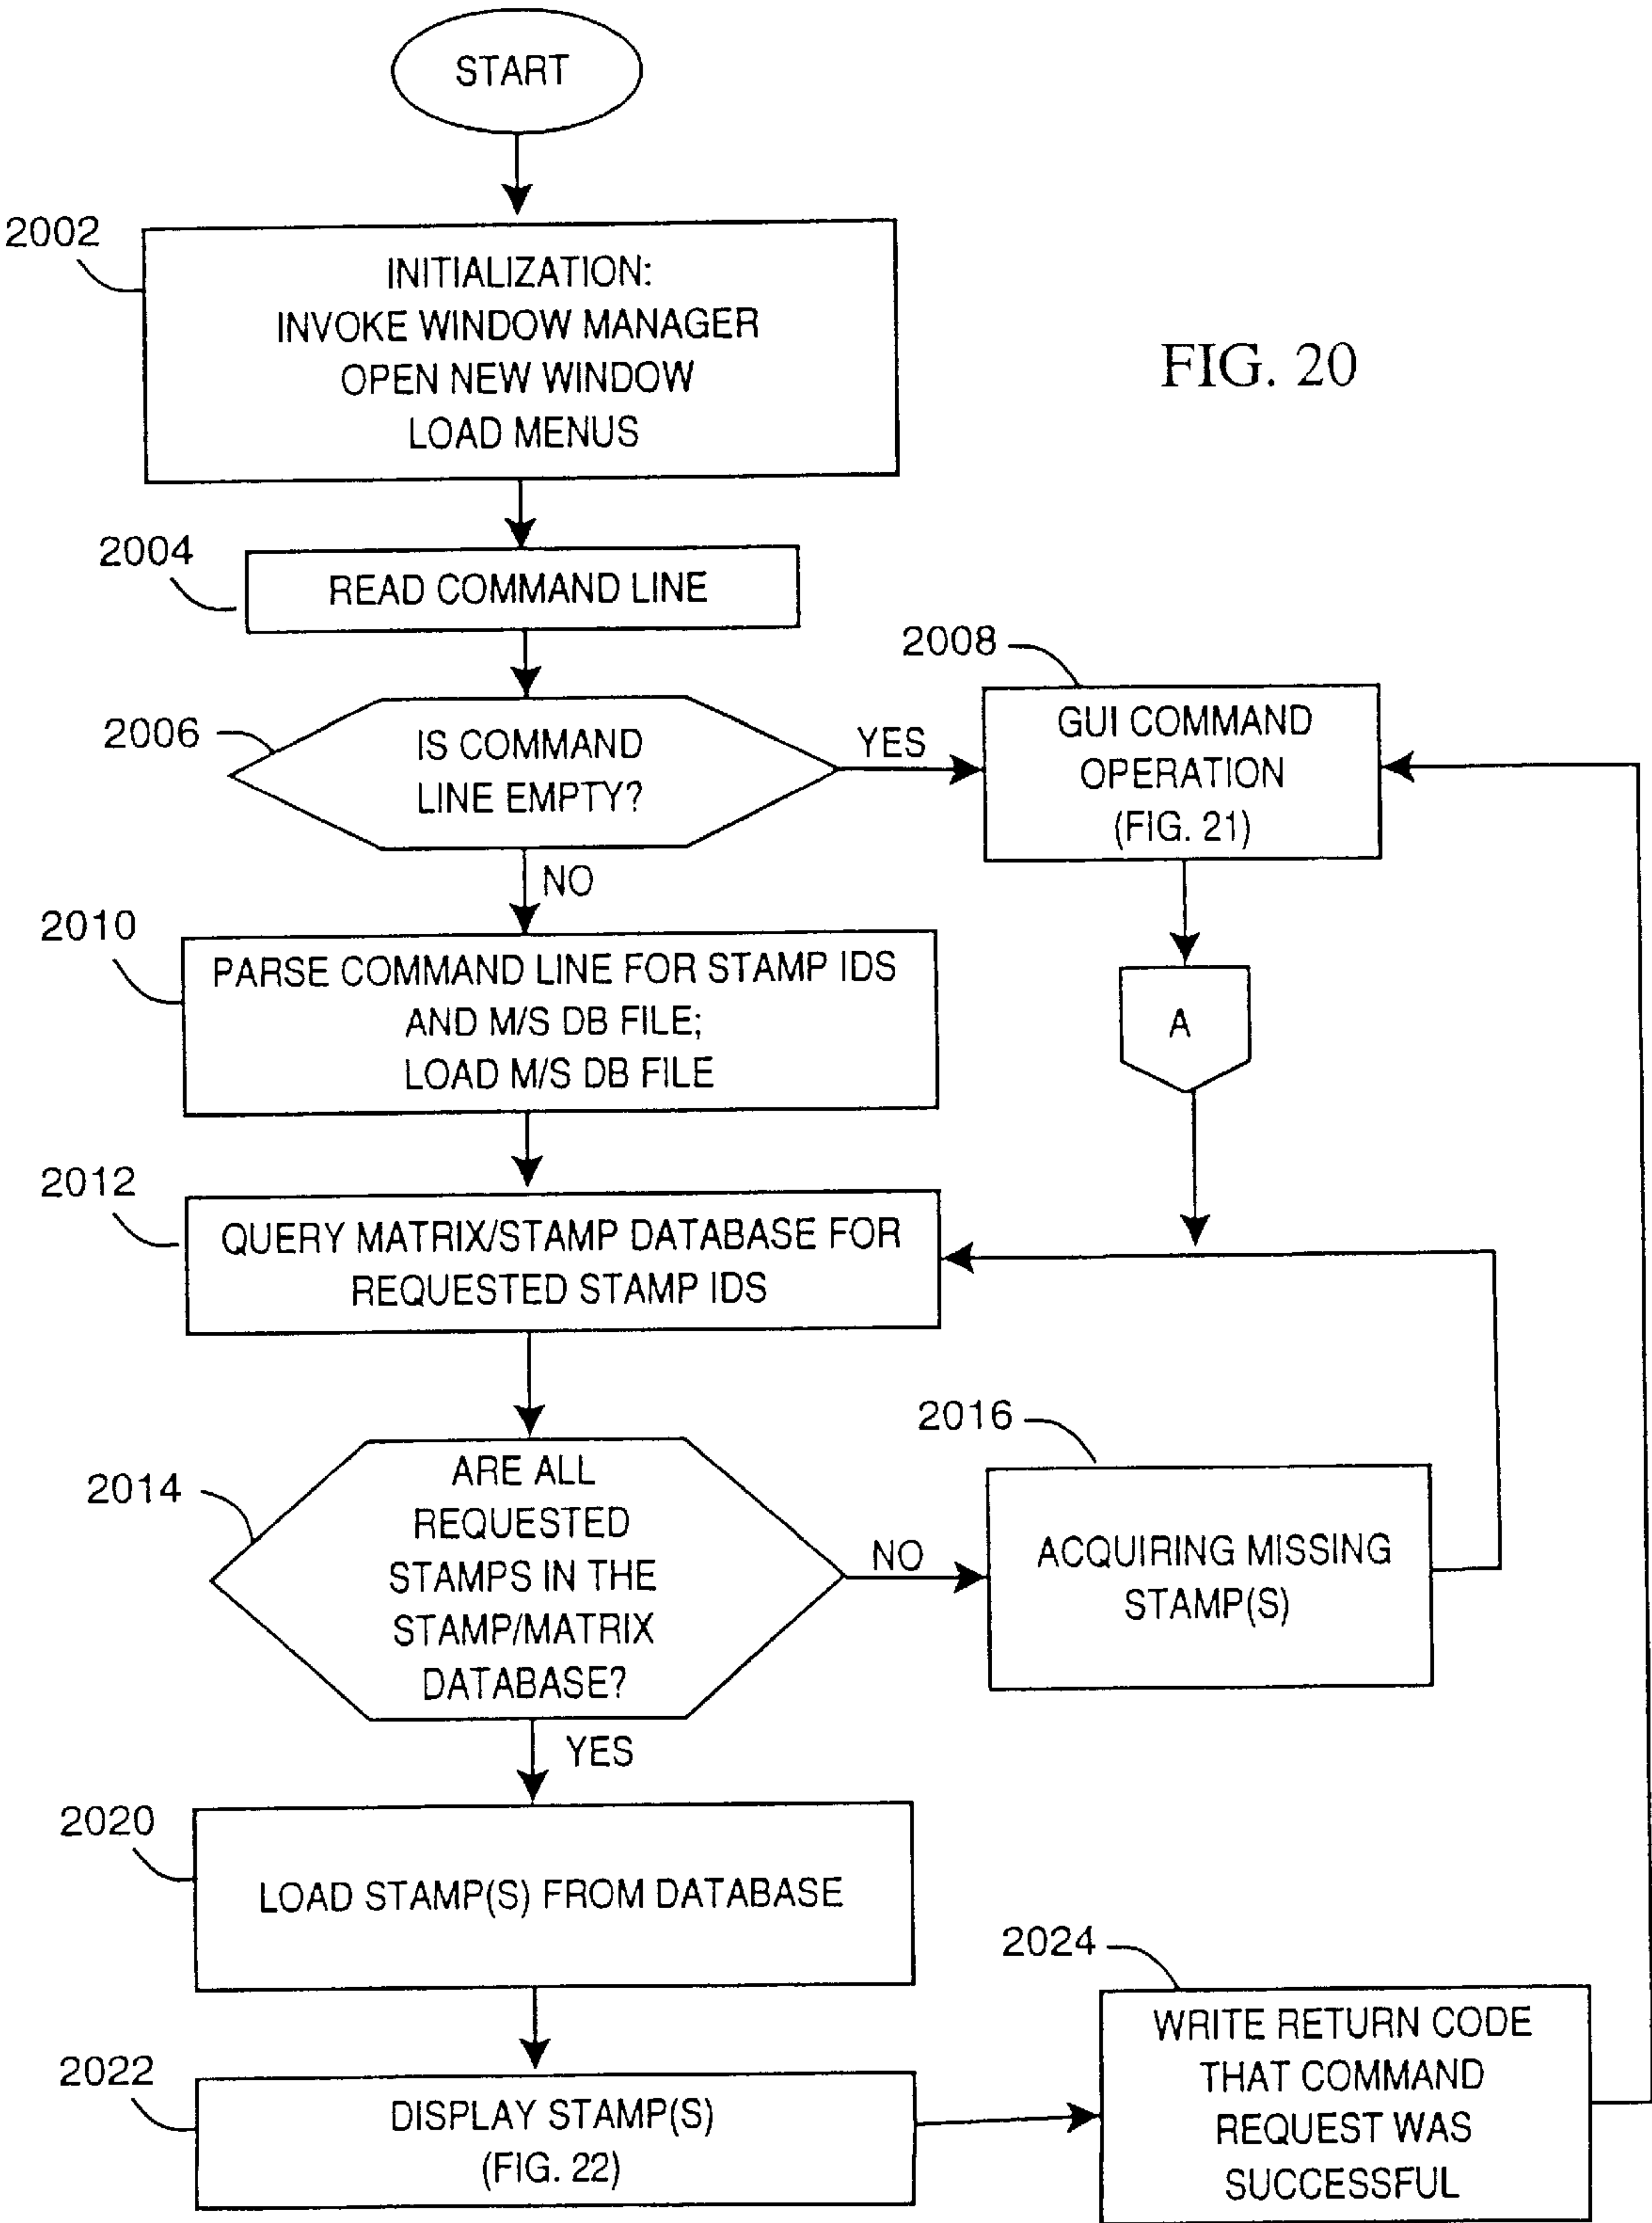 START
2002
INITIALIZATION:
INVOKE WINDOW MANAGER
OPEN NEW WINDOW
LOAD MENUS
FIG. 20
2004
READ COMMAND LINE
2006
IS COMMAND
LINE EMPTY?
YES
2008
GUI COMMAND
OPERATION
(FIG. 21)
NO
A
2010
PARSE COMMAND LINE FOR STAMP IDS
AND M/S DB FILE;
LOAD M/S DB FILE
2012
QUERY MATRIX/STAMP DATABASE FOR
REQUESTED STAMP IDS
2014
ARE ALL
REQUESTED
STAMPS IN THE
STAMP/MATRIX
DATABASE?
NO
2016
ACQUIRING MISSING
STAMP(S)
YES
2020
LOAD STAMP(S) FROM DATABASE
2022
DISPLAY STAMP(S)
(FIG. 22)
2024
WRITE RETURN CODE
THAT COMMAND
REQUEST WAS
SUCCESSFUL